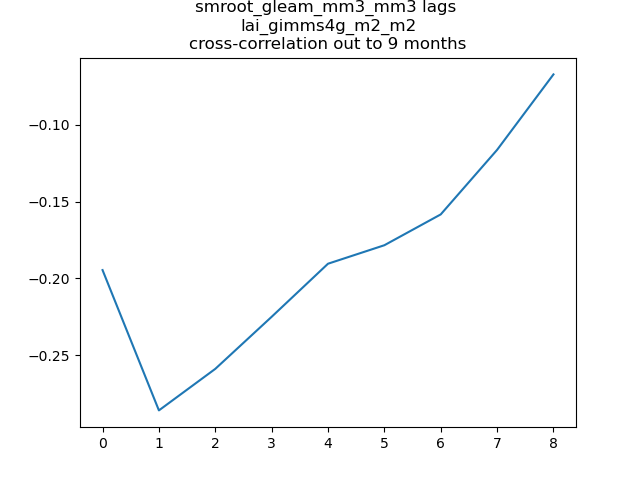 smroot_gleam_mm3_mm3 lags
lai_gimms4g_m2_m2
cross-correlation out to 9 months
−0.10
−0.15
−0.20
−0.25
0 1 2 3 4 5 6 7 8